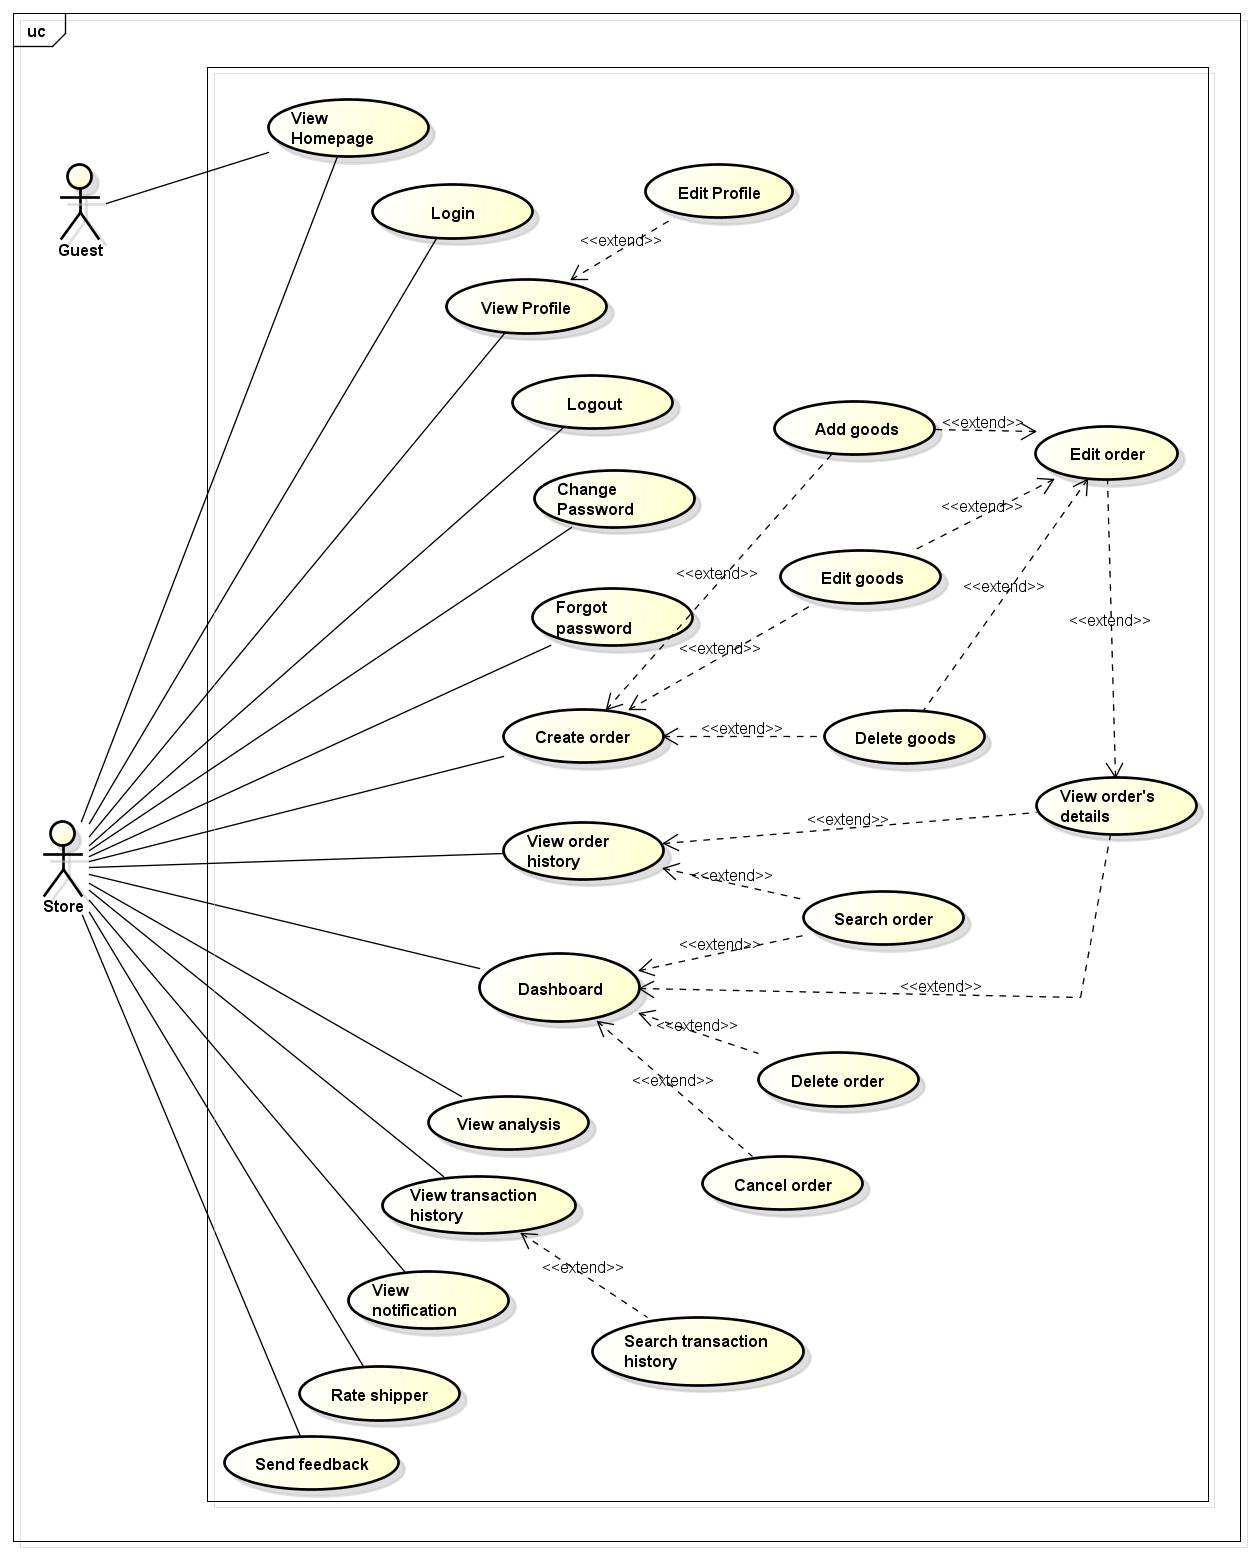 uc
View
Homepage
Edit Profile
Login
<<extend>>
Guest
View Profile
Logout
Add goods
<<extend>>
Edit order
Change
Password
<<extend>>
<<extend>>
Edit goods
<<extend>>
Forgot
password
<<extend>>
<<extend>>
Create order
<<extend>>
Delete goods
View order's
details
<<extend>>
View order
history
<<extend>>
Store
Search order
<<extend>>
Dashboard
<<extend>>
<<extend>>
<<extend>>
Delete order
View analysis
Cancel order
View transaction
history
<<extend>>
View
notification
Search transaction
history
Rate shipper
Send feedback